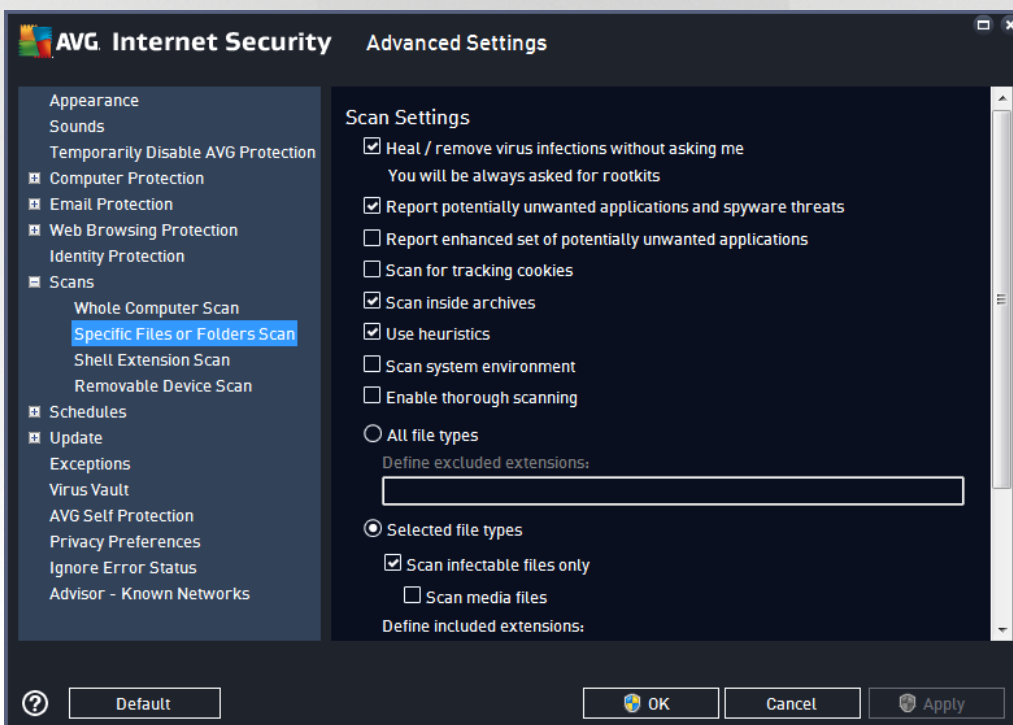 AVG. Internet Security Advanced Settings
Appearance
Sounds
Temporarily Disable AVG Protection
Computer Protection
Email Protection
Web Browsing Protection
Identity Protection
Scans
Whole Computer Scan
Specific Files or Folders Scan
Shell Extension Scan
Removable Device Scan
Schedules
Update
Exceptions
Virus Vault
AVG Self Protection
Privacy Preferences
Ignore Error Status
Advisor - Known Networks
Scan Settings
Heal / remove virus infections without asking me
You will be always asked for rootkits
Report potentially unwanted applications and spyware threats
Report enhanced set of potentially unwanted applications
Scan for tracking cookies
Scan inside archives
Use heuristics
Scan system environment
Enable thorough scanning
All file types
Define excluded extensions:
Selected file types
Scan infectable files only
Scan media files
Define included extensions:
? Default OK Cancel Apply